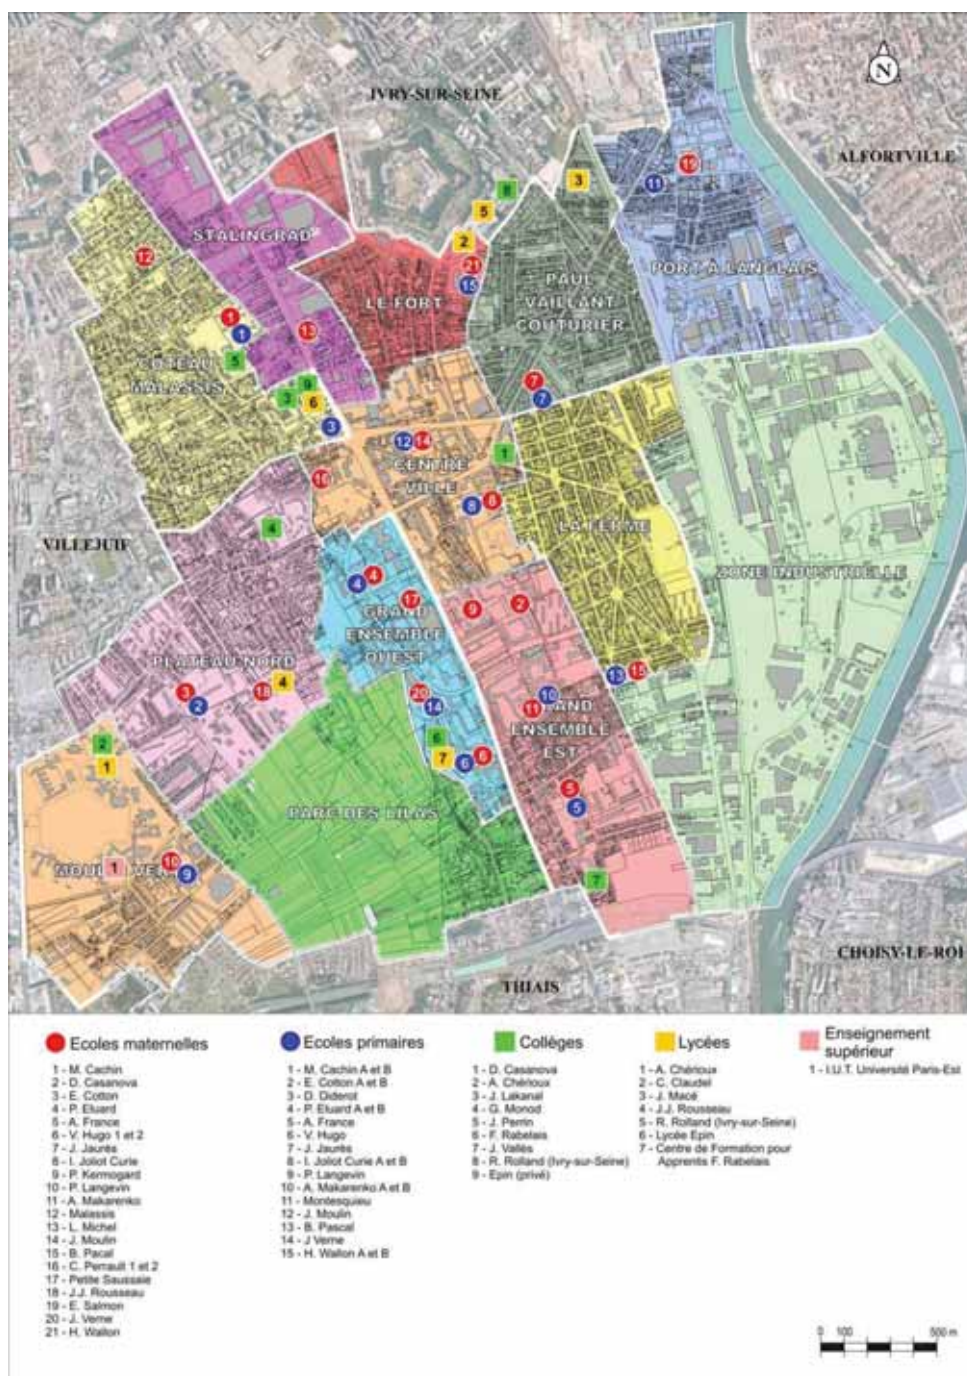 N
IVRY-SUR-SEINE
ALFORTVILLE
STALINGRAD
LE FORT
PAUL
VAILLANT
COUTURIER
PORT A LANGLAIS
COTEAU
MALASSIS
CENTRE
VILLE
LA FERME
ZONE INDUSTRIELLE
VILLEJUIF
GRAND
ENSEMBLE
OUEST
PLATEAU NORD
GRAND
ENSEMBLE
EST
PARC DES LILAS
CHOISY-LE-ROI
THIAIS
Ecoles maternelles
1 - M. Cachin
2 - D. Casanova
3 - E. Cotton
4 - P. Eluard
5 - A. France
6 - V. Hugo 1 et 2
7 - J. Jaurès
8 - I. Joliot Curie
9 - P. Kermogard
10 - P. Langevin
11 - A. Makarenko
12 - Malassis
13 - L. Michel
14 - J. Moulin
15 - B. Pacal
16 - C. Perrault 1 et 2
17 - Petite Saussaie
18 - J.J. Rousseau
19 - E. Salmon
20 - J. Verne
21 - H. Wallon
Ecoles primaires
1 - M. Cachin A et B
2 - E. Cotton A et B
3 - D. Diderot
4 - P. Eluard A et B
5 - A. France
6 - V. Hugo
7 - J. Jaurès
8 - I. Joliot Curie A et B
9 - P. Langevin
10 - A. Makarenko A et B
11 - Montesquieu
12 - J. Moulin
13 - B. Pascal
14 - J Verne
15 - H. Wallon A et B
Collèges
1 - D. Casanova
2 - A. Chérioux
3 - J. Lakanal
4 - G. Monod
5 - J. Perrin
6 - F. Rabelais
7 - J. Vallès
8 - R. Rolland (Ivry-sur-Seine)
9 - Epin (privé)
Lycées
1 - A. Chérioux
2 - C. Claudel
3 - J. Macé
4 - J.J. Rousseau
5 - R. Rolland (Ivry-sur-Seine)
6 - Lycée Epin
7 - Centre de Formation pour
Apprentis F. Rabelais
Enseignement
supérieur
1 - I.U.T. Université Paris-Est
0 100 500 m